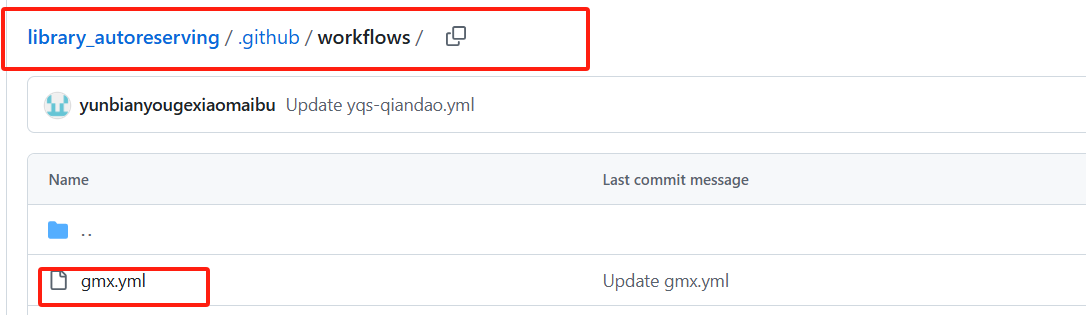 library_autoreserving / .github / workflows /
yunbianyougexiaomaibu Update yqs-qiandao.yml
Name Last commit message
..
gmx.yml Update gmx.yml